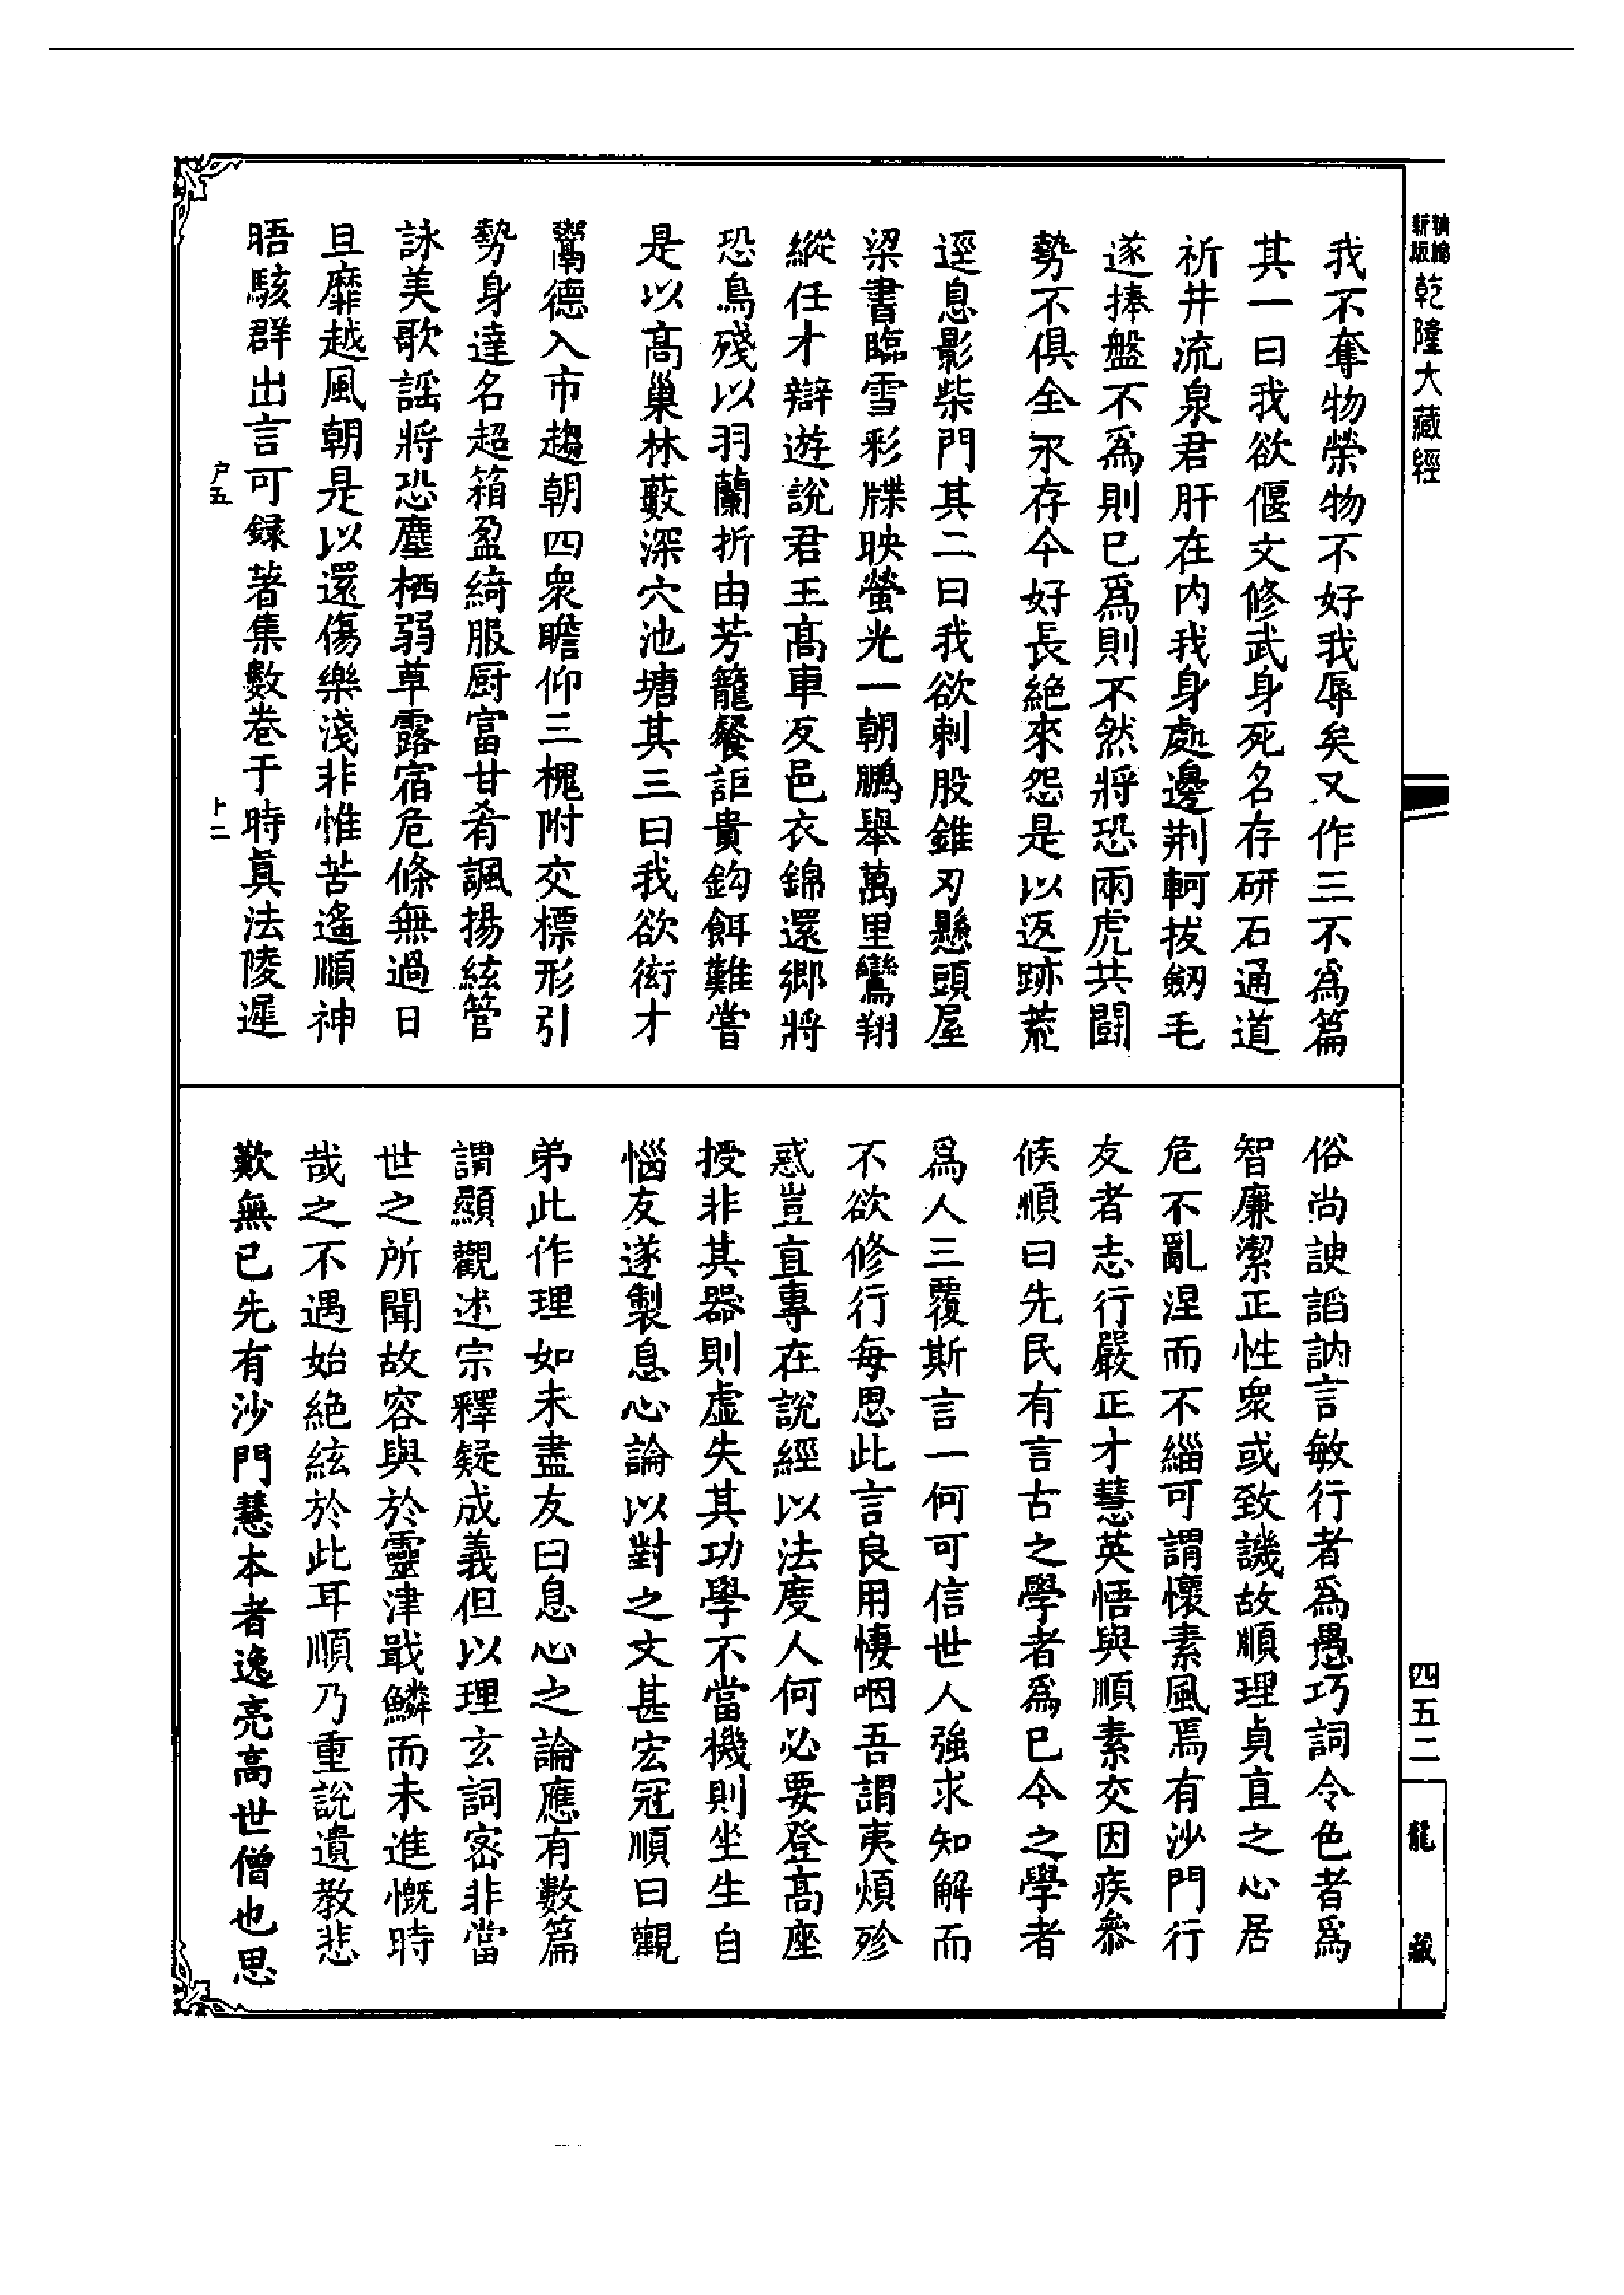 精縮
新版
乾隆大藏經
我不奪物榮物不好我辱矣又作三不爲篇
其一曰我欲偃文修武身死名存研石通道
祈井流泉君肝在内我身處邊荆軻拔劒毛
遂捧盤不爲則已爲則不然將恐兩虎共鬪
勢不俱全永存今好長絶來怨是以返跡荒
逕息影柴門其二曰我欲刺股錐刃懸頭屋
梁書臨雪彩牒映螢光一朝鵬舉萬里鸞翔
縱任才辯遊說君王髙車反邑衣錦還鄉將
恐鳥殘以羽蘭折由芳籠餐詎貴鈎餌難嘗
是以髙巢林藪深穴池塘其三曰我欲衒才
鬻德入市趨朝四衆瞻仰三槐附交標形引
勢身達名超箱盈綺服厨富甘肴諷揚絃管
詠美歌謡將恐塵栖弱草露宿危條無過日
旦靡越風朝是以還傷樂淺非惟苦遙順神
晤駭群出言可録著集數卷于時真法陵遲
户五
卜二
俗尚諛謟訥言敏行者爲愚巧詞令色者爲
智廉潔正性衆或致譏故順理貞直之心居
危不亂涅而不緇可謂懷素風焉有沙門行
友者志行嚴正才慧英悟與順素交因疾參
候順曰先民有言古之學者爲已今之學者
爲人三覆斯言一何可信世人強求知解而
不欲修行每思此言良用悽咽吾謂夷煩殄
惑豈直專在說經以法度人何必要登髙座
授非其器則虚失其功學不當機則坐生自
惱友遂製息心論以對之文甚宏冠順曰觀
弟此作理如未盡友曰息心之論應有數篇
謂顯觀述宗釋疑成義但以理玄詞密非當
世之所聞故容與於靈津戢鱗而未進慨時
哉之不遇始絶絃於此耳順乃重說遺教悲
歎無已先有沙門慧本者逸亮高世僧也思
四五二
龍藏